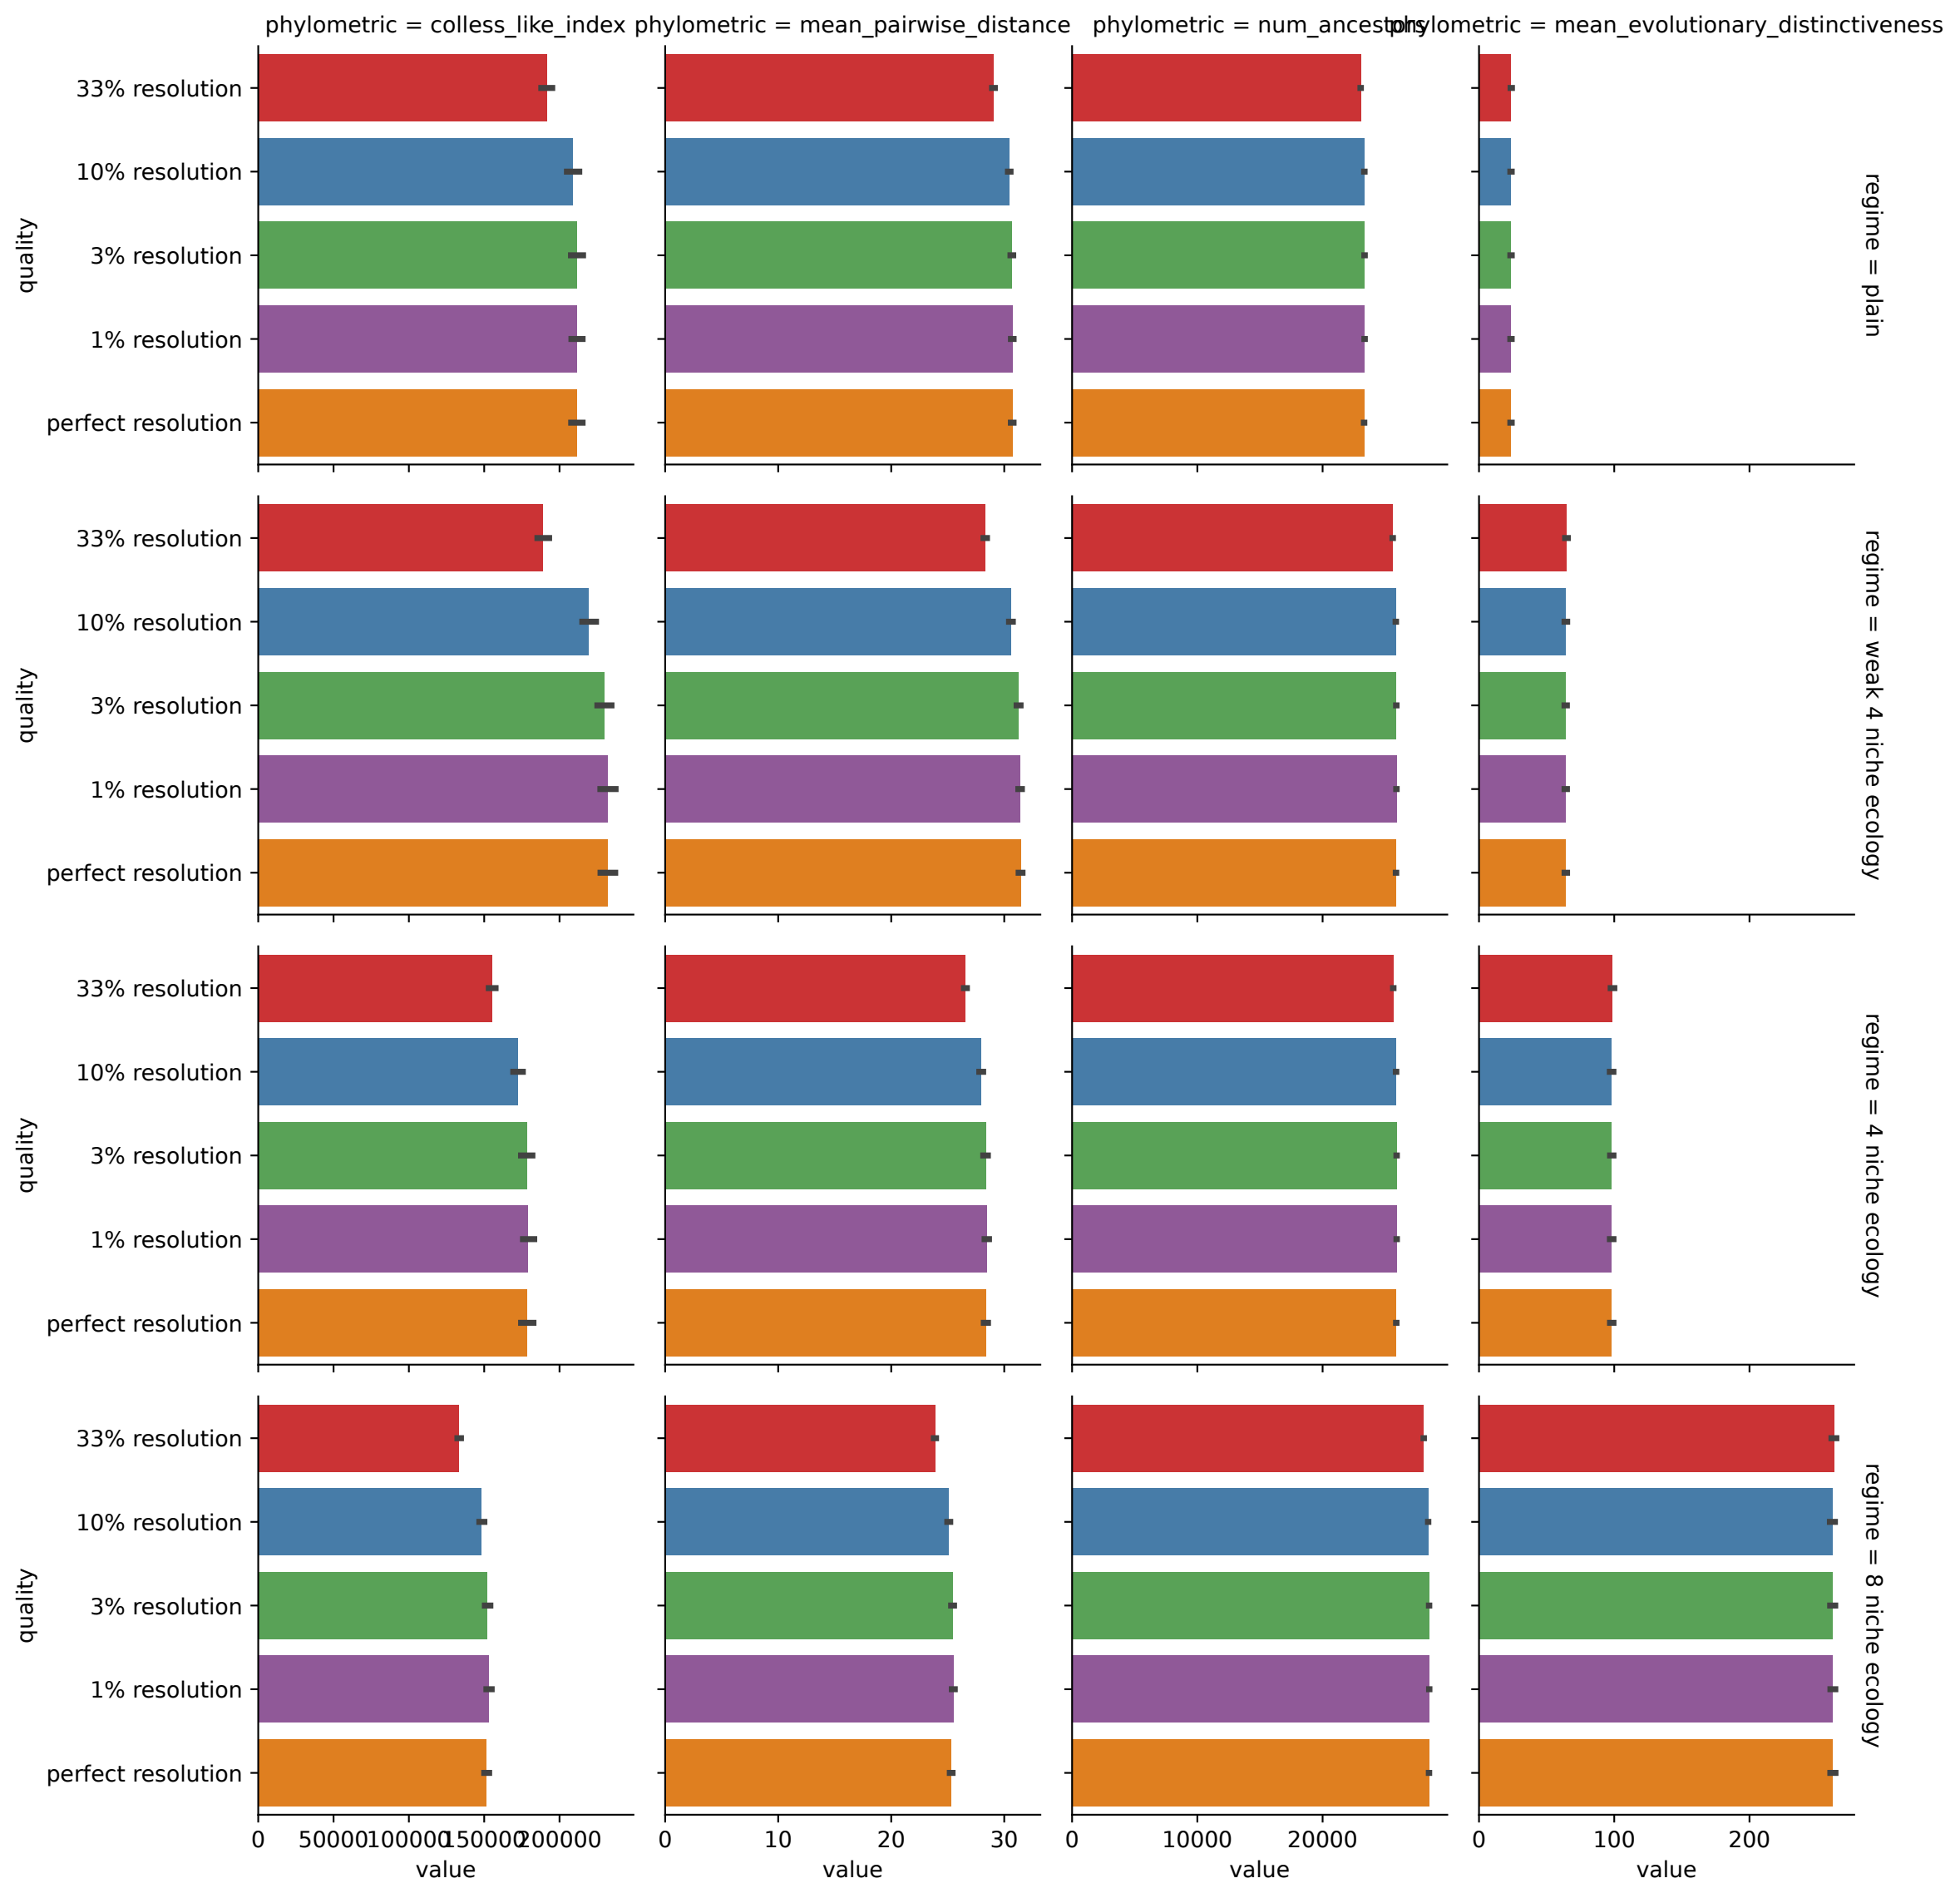 phylometric = colless_like_index
phylometric = mean_pairwise_distance
phylometric = num_ancestors
phylometric = mean_evolutionary_distinctiveness
quality
33% resolution
10% resolution
3% resolution
1% resolution
perfect resolution
regime = plain
quality
33% resolution
10% resolution
3% resolution
1% resolution
perfect resolution
regime = weak 4 niche ecology
quality
33% resolution
10% resolution
3% resolution
1% resolution
perfect resolution
regime = 4 niche ecology
quality
33% resolution
10% resolution
3% resolution
1% resolution
perfect resolution
regime = 8 niche ecology
0 50000 100000 150000 200000
0 10 20 30
0 10000 20000
0 100 200
value
value
value
value